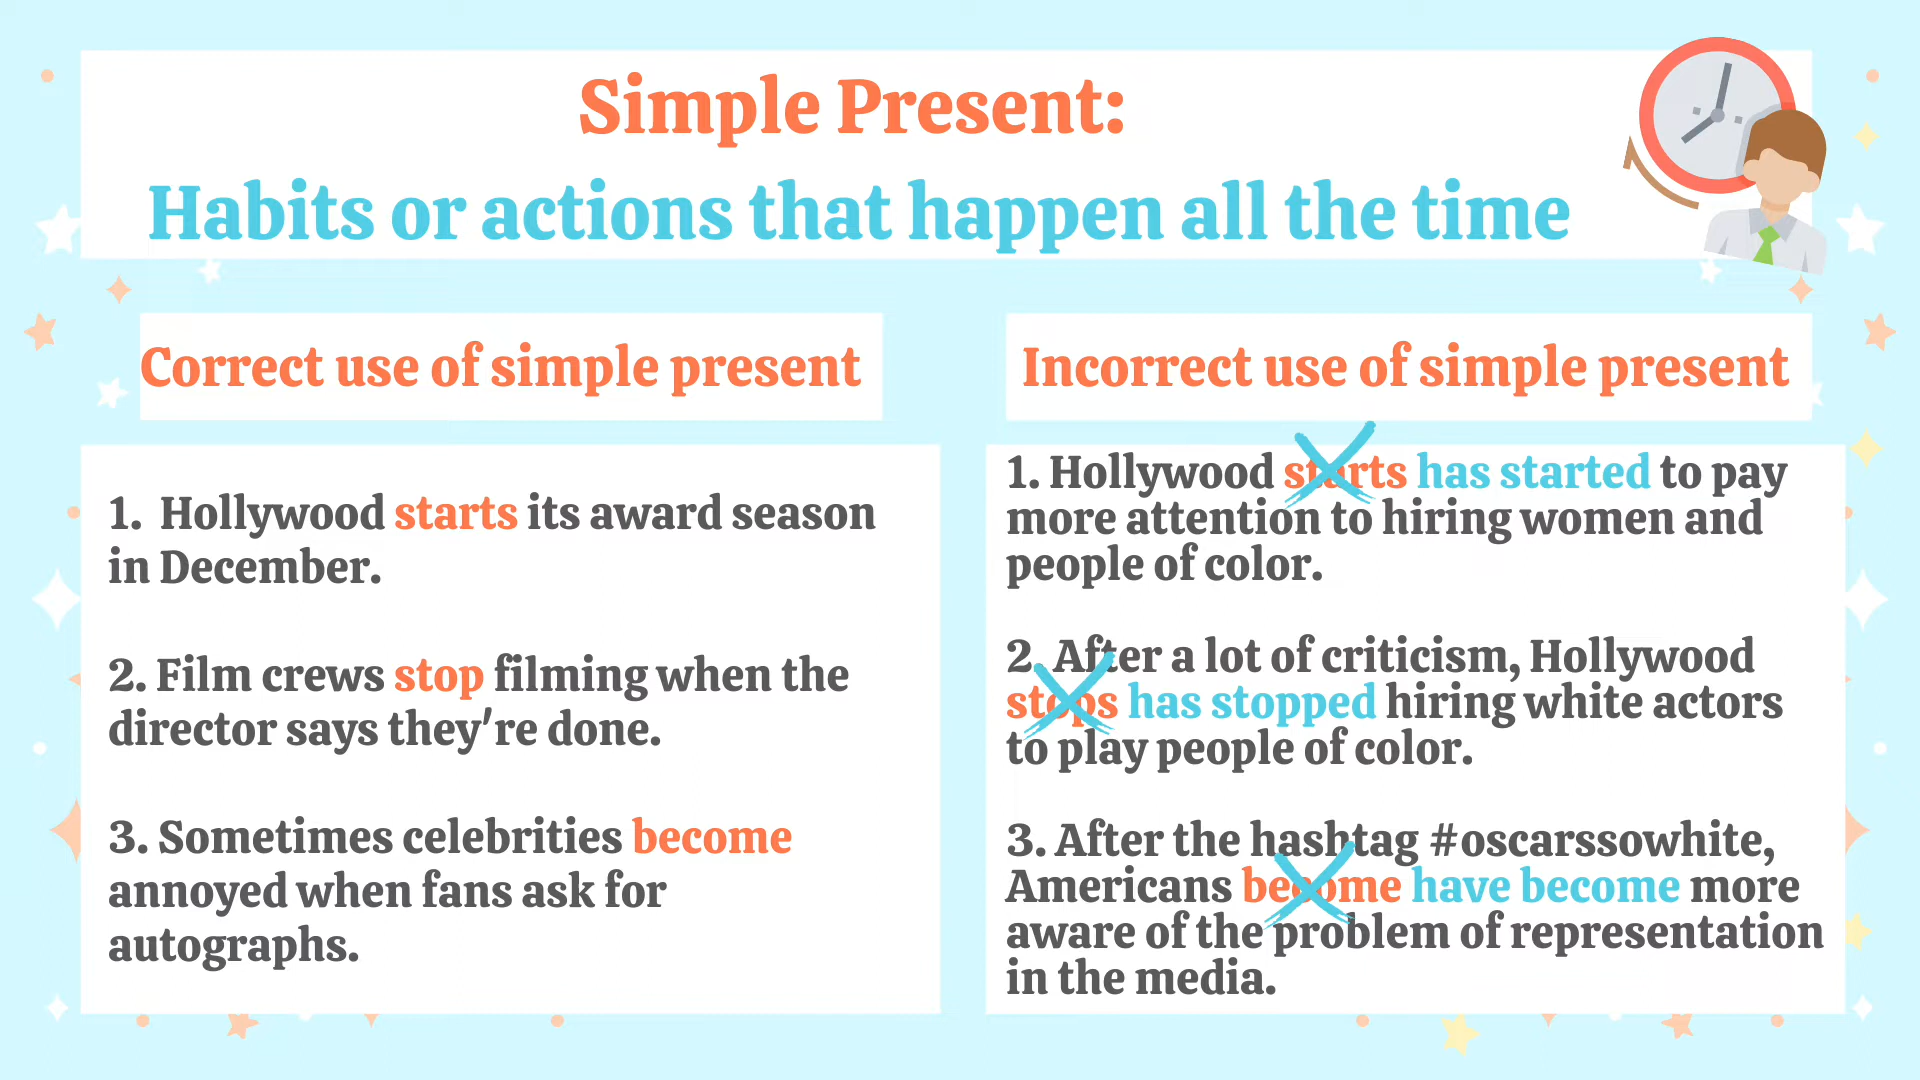 Simple Present:
Habits or actions that happen all the time
Correct use of simple present
1. Hollywood starts its award season
in December.
2. Film crews stop filming when the
director says they're done.
3. Sometimes celebrities become
annoyed when fans ask for
autographs.
Incorrect use of simple present
1. Hollywood starts has started to pay
more attention to hiring women and
people of color.
2. After a lot of criticism, Hollywood
stops has stopped hiring white actors
to play people of color.
3. After the hashtag #oscarssowhite,
Americans become have become more
aware of the problem of representation
in the media.